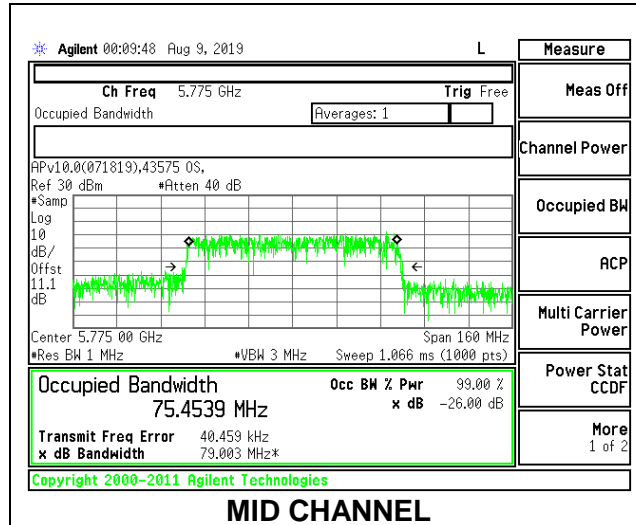 Agilent 00:09:48 Aug 9, 2019 L
Measure
Ch Freq 5.775 GHz Trig Free
Meas Off
Occupied Bandwidth Averages: 1
Channel Power
APv10.0(071819),43575 OS,
Ref 30 dBm #Atten 40 dB
#Samp
Log
10
dB/
Offst
11.1
dB
Occupied BW
ACP
Center 5.775 00 GHz Span 160 MHz
#Res BW 1 MHz #VBW 3 MHz Sweep 1.066 ms (1000 pts)
Multi Carrier
Power
Occupied Bandwidth Occ BW % Pwr 99.00 %
75.4539 MHz x dB -26.00 dB
Power Stat
CCDF
Transmit Freq Error 40.459 kHz
x dB Bandwidth 79.003 MHz*
More
1 of 2
Copyright 2000-2011 Agilent Technologies
MID CHANNEL